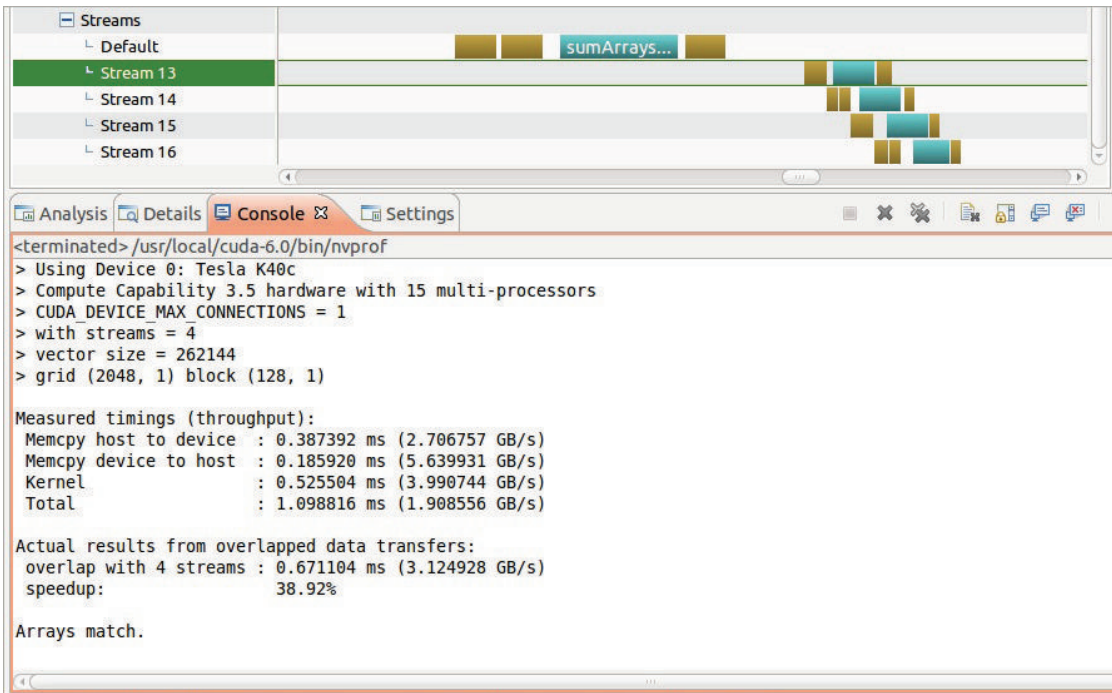 Streams
Default
sumArrays...
Stream 13
Stream 14
Stream 15
Stream 16
Analysis Details Console Settings
<terminated> /usr/local/cuda-6.0/bin/nvprof
> Using Device 0: Tesla K40c
> Compute Capability 3.5 hardware with 15 multi-processors
> CUDA_DEVICE_MAX_CONNECTIONS = 1
> with streams = 4
> vector size = 262144
> grid (2048, 1) block (128, 1)
Measured timings (throughput):
Memcpy host to device : 0.387392 ms (2.706757 GB/s)
Memcpy device to host : 0.185920 ms (5.639931 GB/s)
Kernel : 0.525504 ms (3.990744 GB/s)
Total : 1.098816 ms (1.908556 GB/s)
Actual results from overlapped data transfers:
overlap with 4 streams : 0.671104 ms (3.124928 GB/s)
speedup: 38.92%
Arrays match.